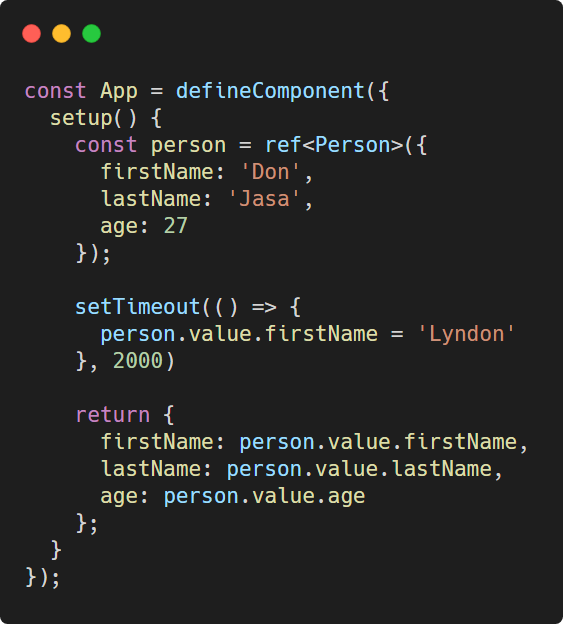 const App = defineComponent({
  setup() {
    const person = ref<Person>({
      firstName: 'Don',
      lastName: 'Jasa',
      age: 27
    });

    setTimeout(() => {
      person.value.firstName = 'Lyndon'
    }, 2000)

    return {
      firstName: person.value.firstName,
      lastName: person.value.lastName,
      age: person.value.age
    };
  }
});